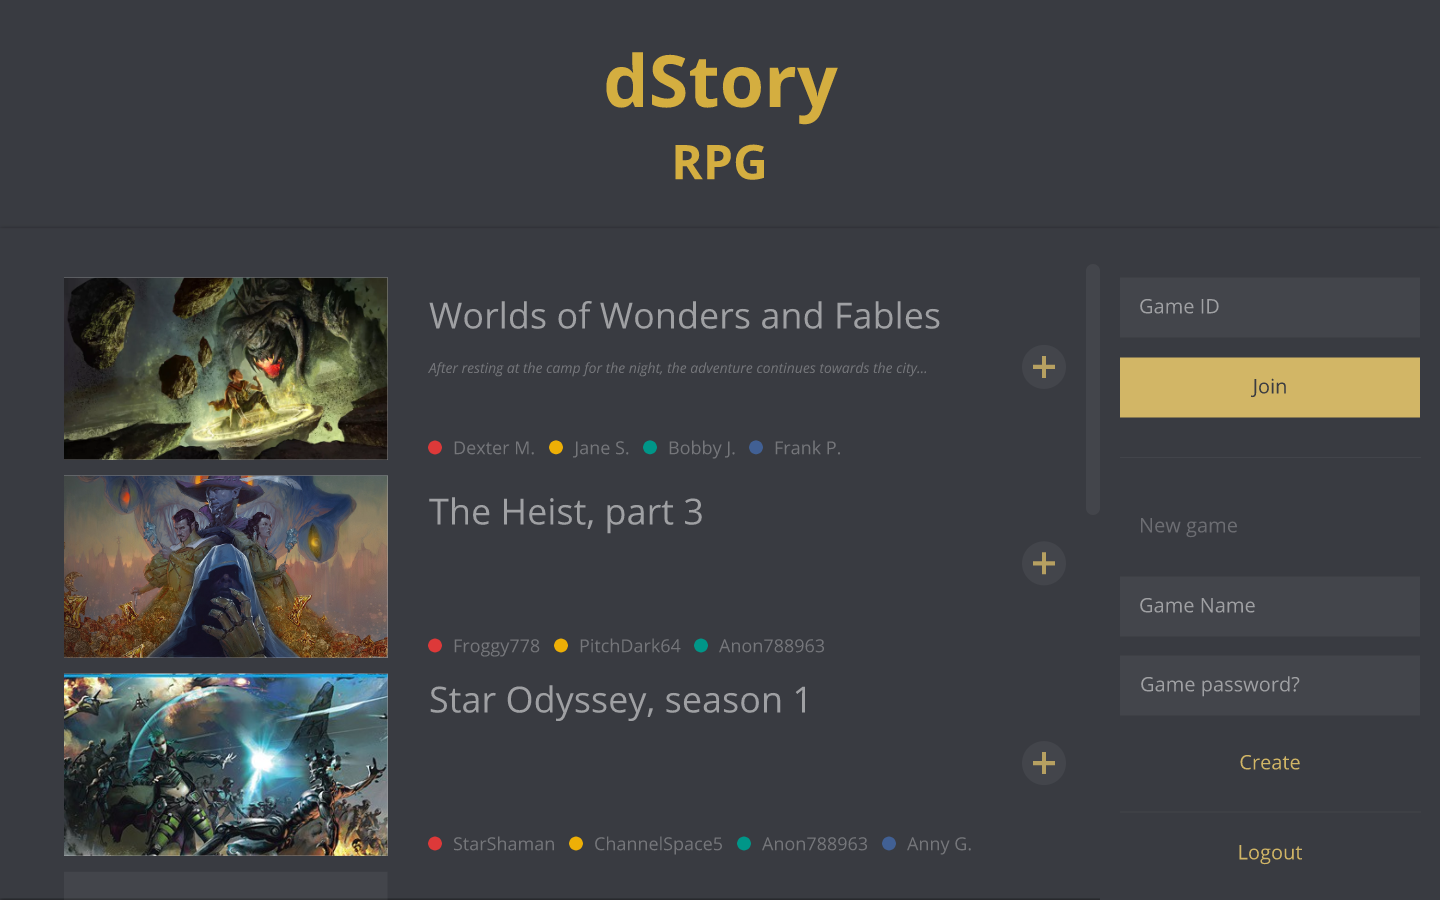 dStory
RPG
Worlds of Wonders and Fables
After resting at the camp for the night, the adventure continues towards the city...
Dexter M. Jane S. Bobby J. Frank P.
The Heist, part 3
Froggy778 PitchDark64 Anon788963
Star Odyssey, season 1
StarShaman ChannelSpace5 Anon788963 Anny G.
Game ID
Join
New game
Game Name
Game password?
Create
Logout